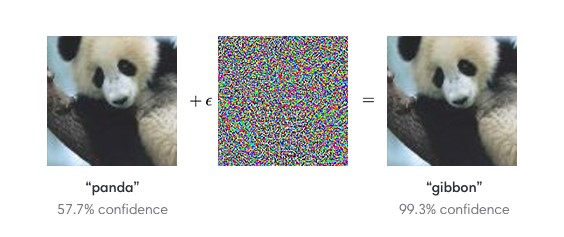 + ϵ =
“panda” “gibbon”
57.7% confidence 99.3% confidence